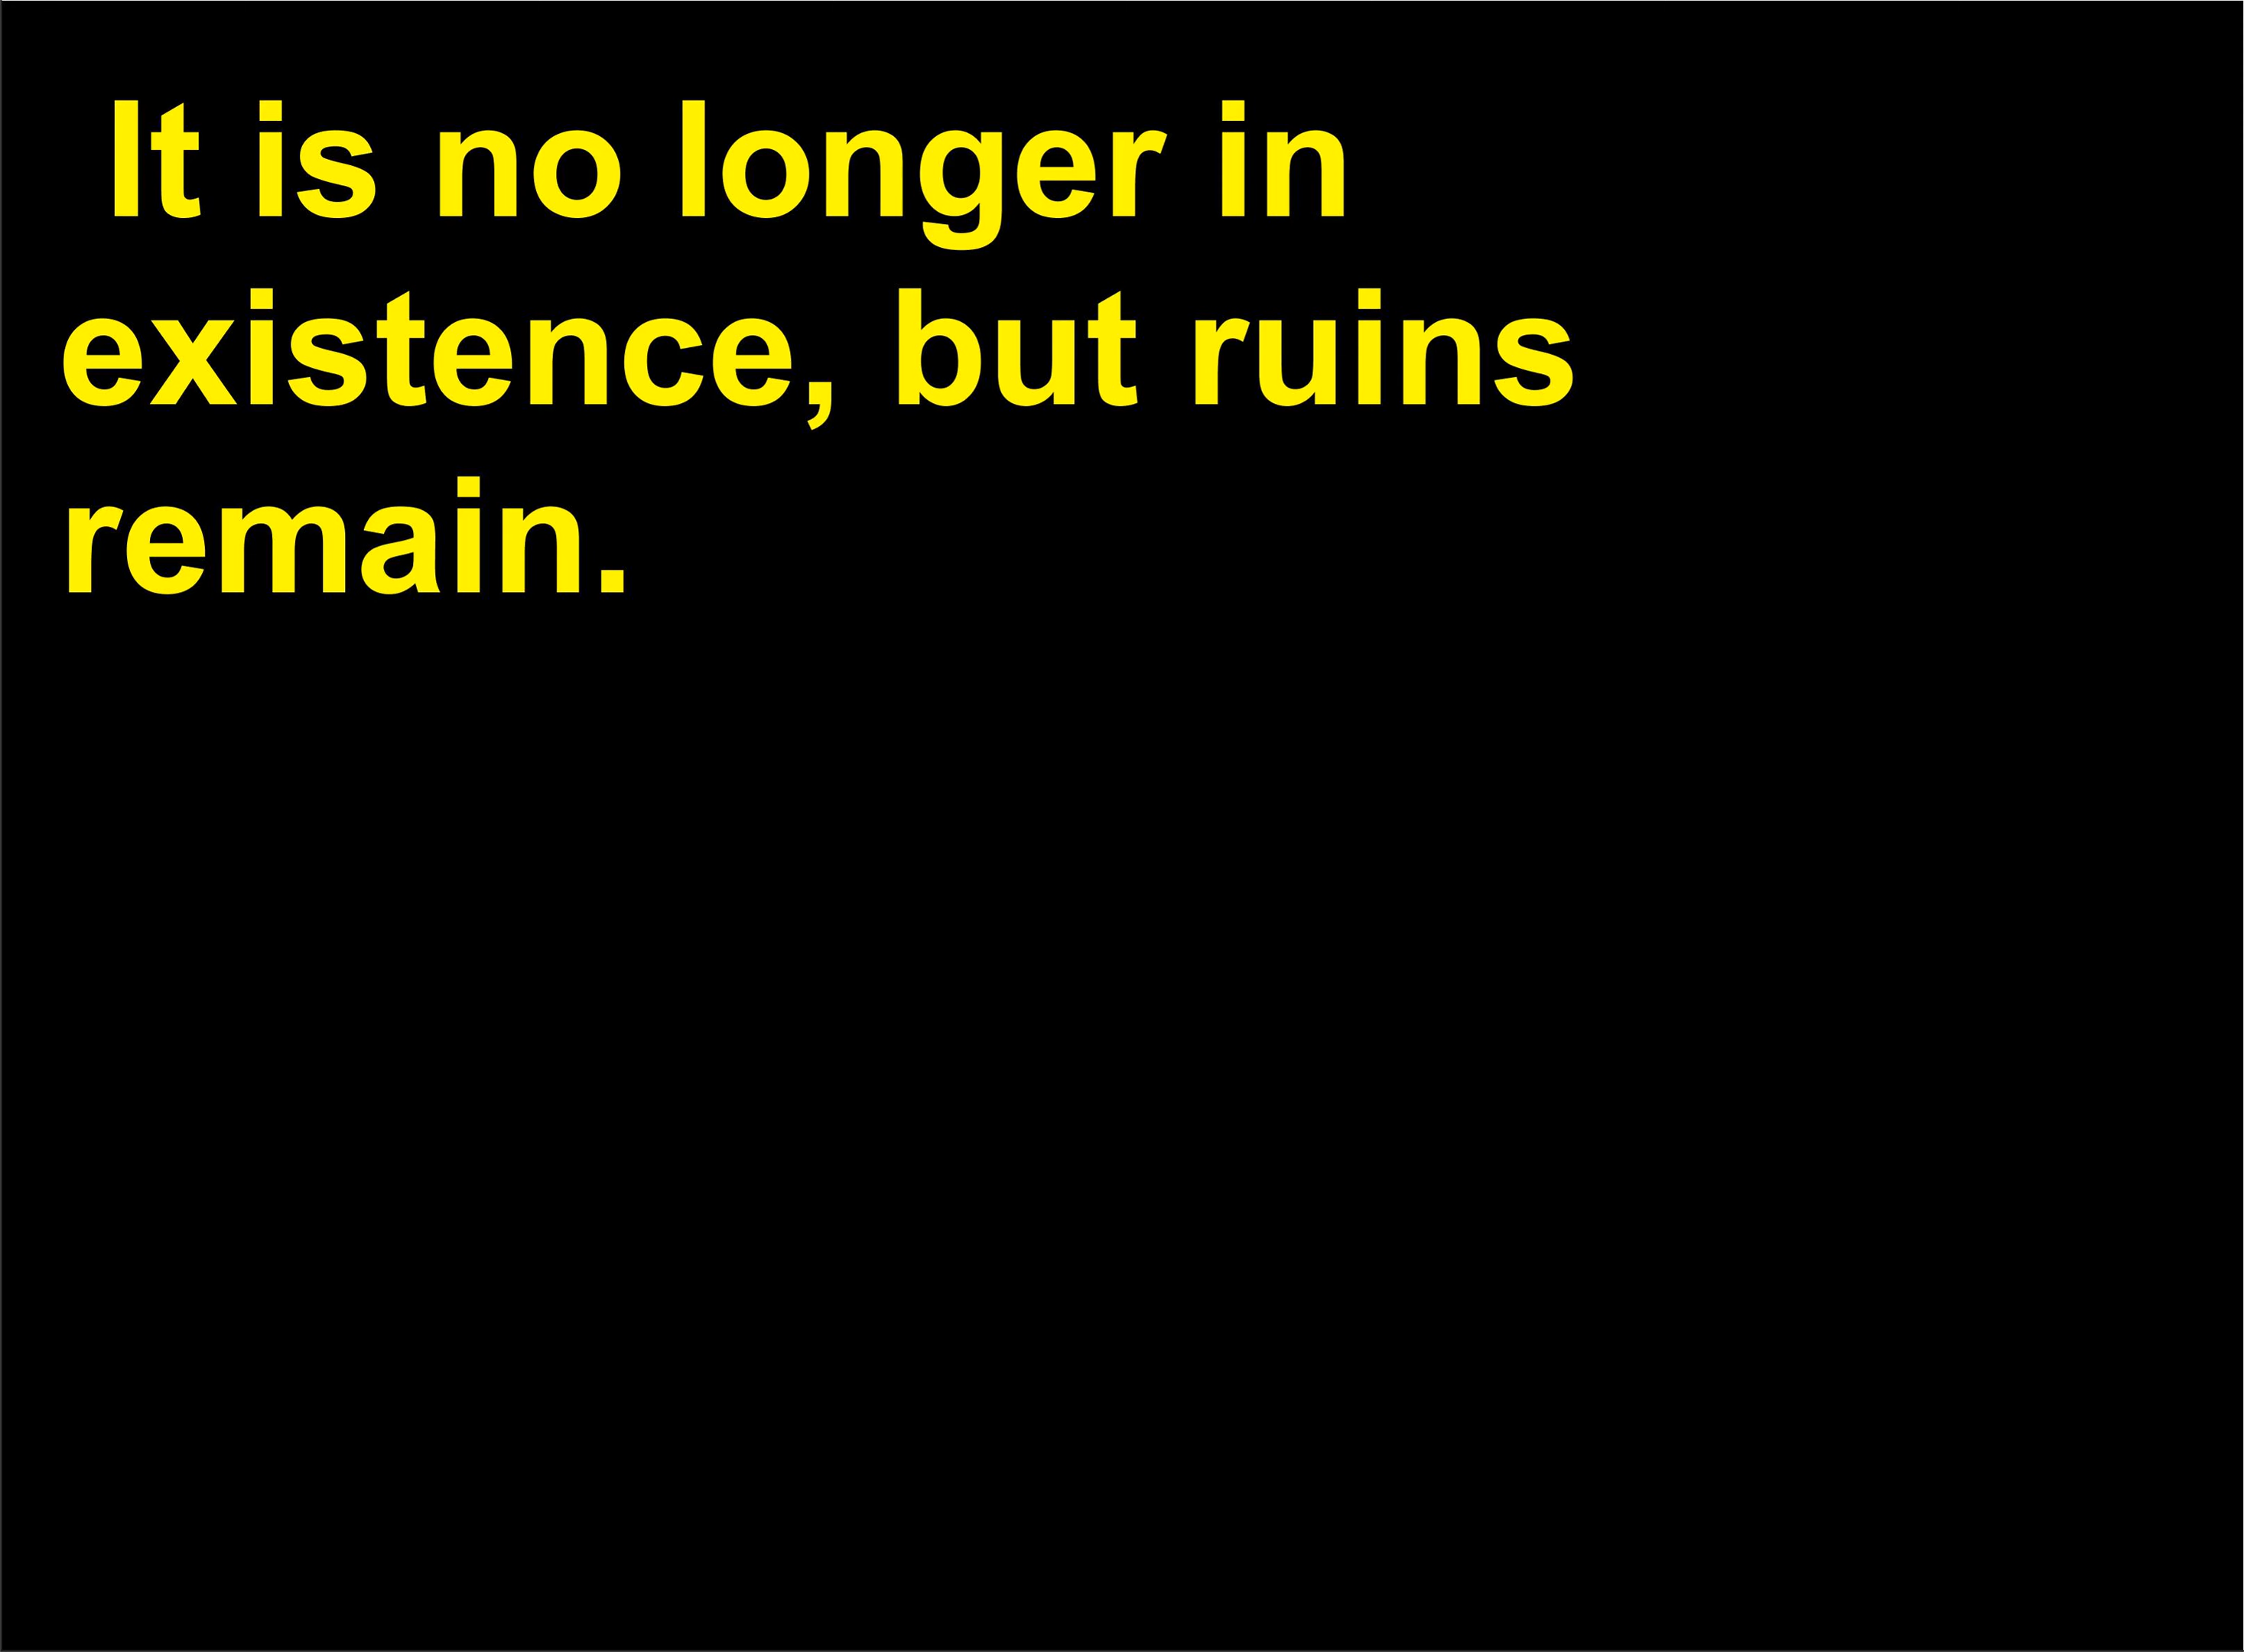 It is no longer in
existence, but ruins
remain.